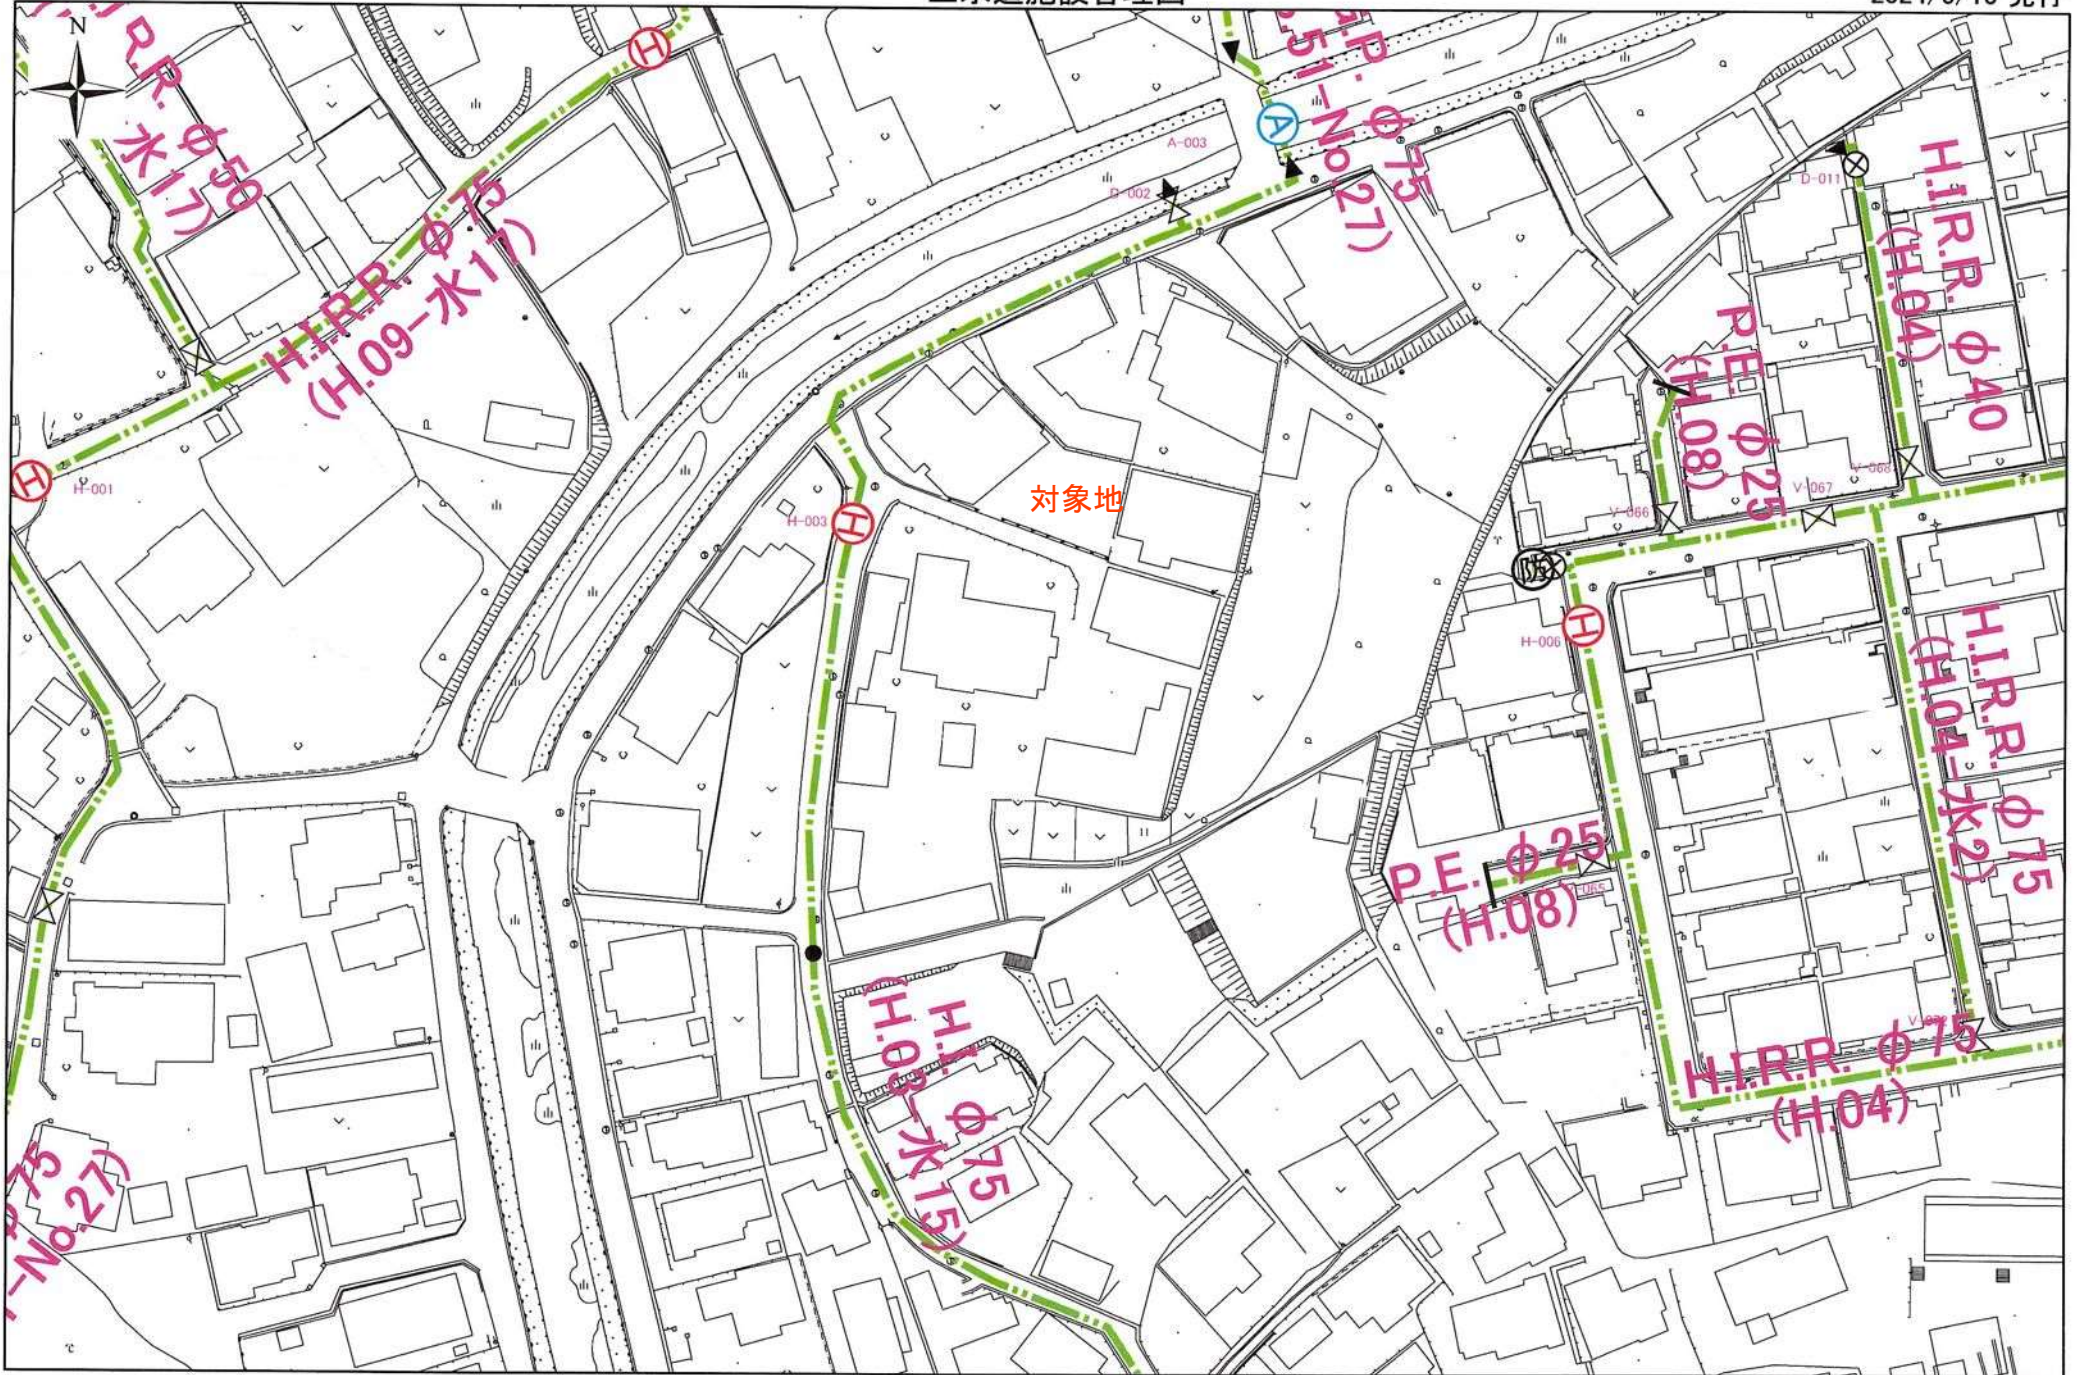 N
R.R. φ50
水17)
H
H.I.R.R. φ75
(H.09-水17)
A
A-003
D-002
.P. φ75
.51-No.27)
D-011
H.I.R.R. φ40
(H.04)
P.E. φ25
(H.08)
H
H-001
対象地
H-003
H
V-066
V-067
V-068
H-006
H
H.I.R.R. φ75
(H.04-水2)
P.E. φ25
(H.08)
H.I. φ75
(H.03-水15)
H.I.R.R. φ75
(H.04)
75
-No.27)